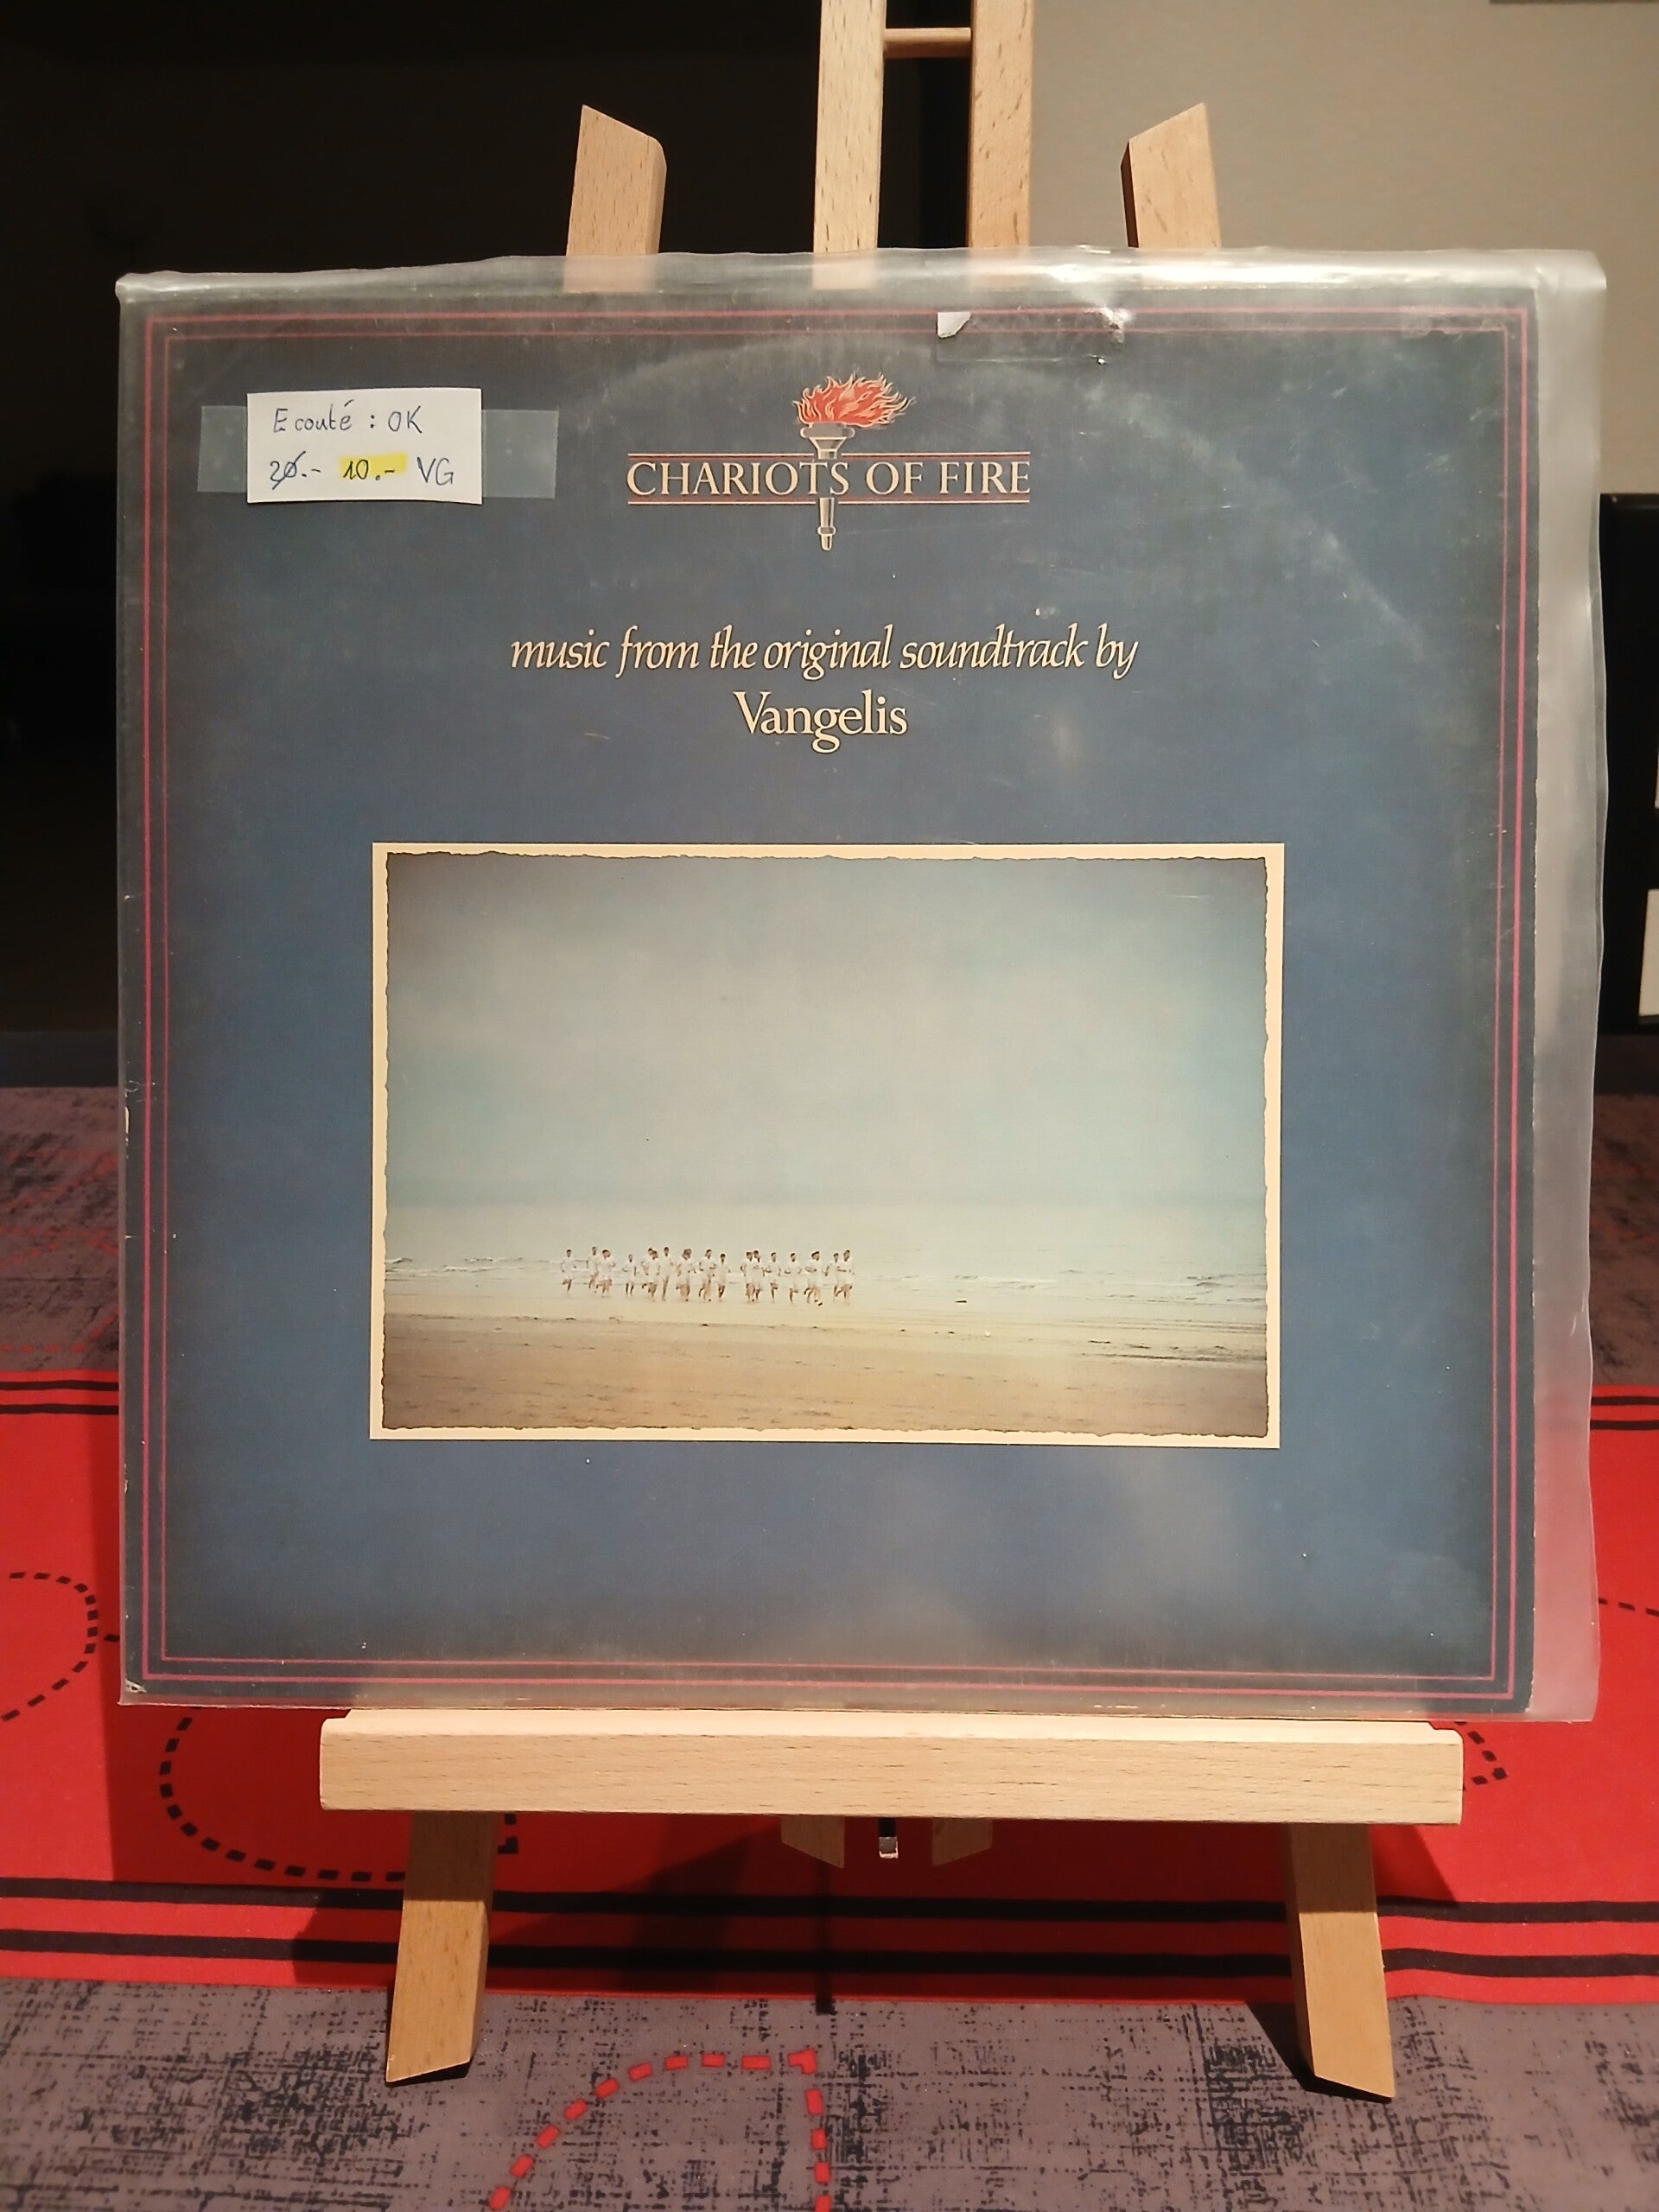 Ecouté : OK
20.- 10.- VG
CHARIOTS OF FIRE
music from the original soundtrack by
Vangelis